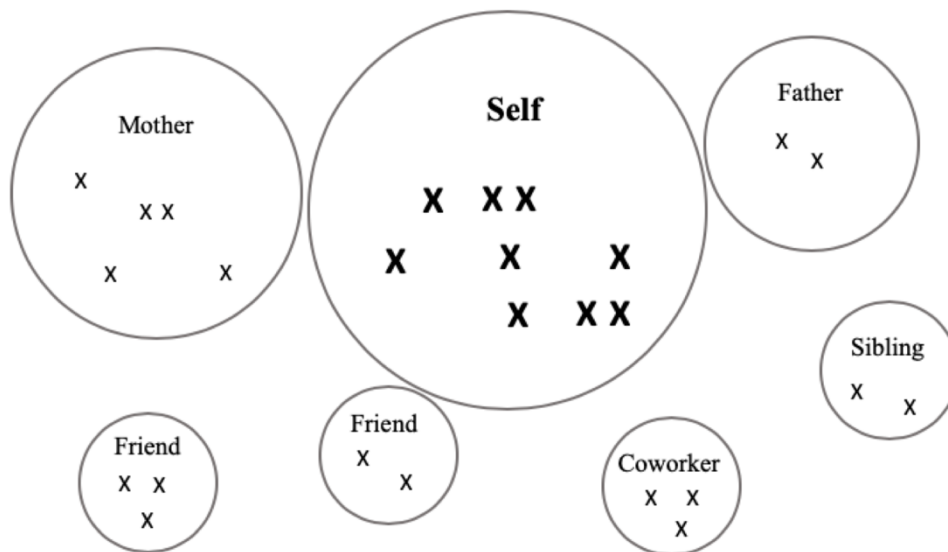 Self
Father
Mother
X
X X X
X
X X
X X X
X X
X X X
Sibling
X
X
Friend
X
X
Friend
X X
X
Coworker
X X
X